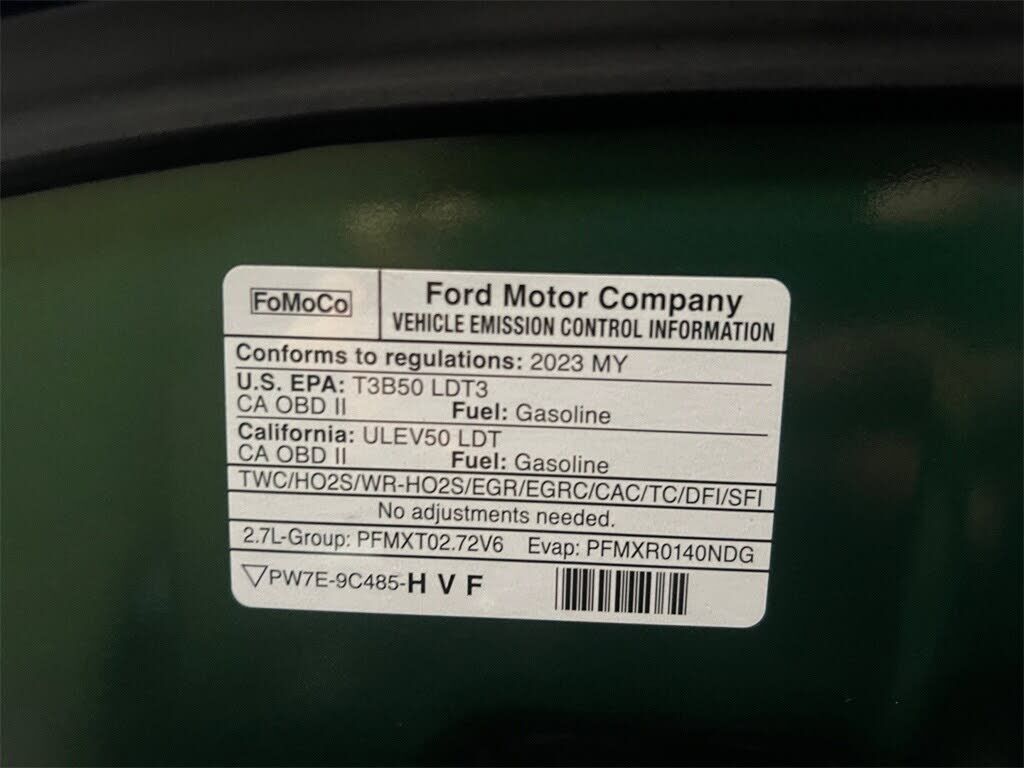 FoMoCo
Ford Motor Company
VEHICLE EMISSION CONTROL INFORMATION
Conforms to regulations: 2023 MY
U.S. EPA: T3B50 LDT3
CA OBD II Fuel: Gasoline
California: ULEV50 LDT
CA OBD II Fuel: Gasoline
TWC/HO2S/WR-HO2S/EGR/EGRC/CAC/TC/DFI/SFI
No adjustments needed.
2.7L-Group: PFMXT02.72V6 Evap: PFMXR0140NDG
PW7E-9C485-H V F